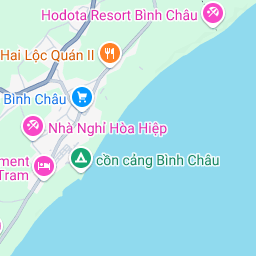 Hodota Resort Bình Châu
Hai Lộc Quán II
Bình Châu
Nhà Nghỉ Hòa Hiệp
ment
Tram
cồn cảng Bình Châu